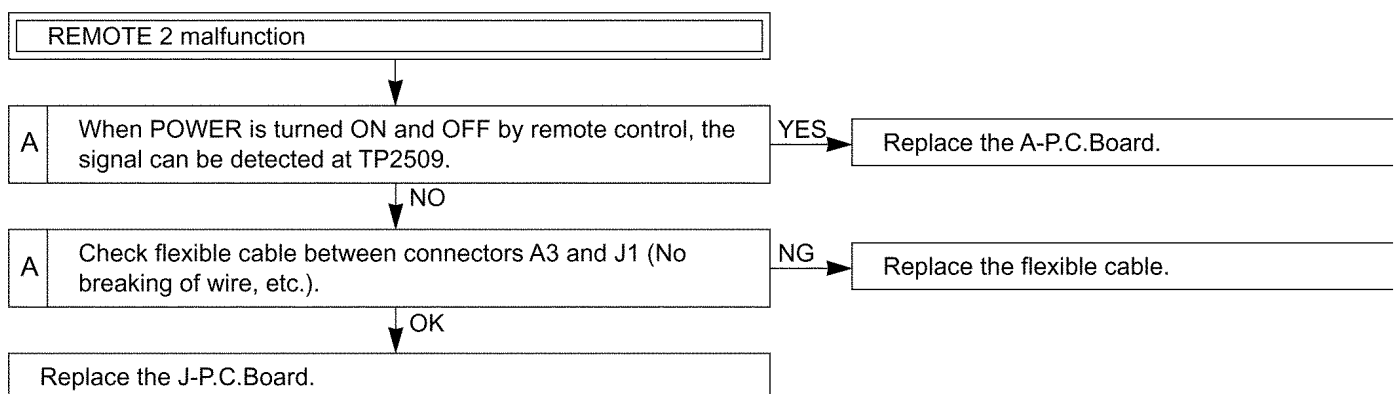 REMOTE 2 malfunction
A
When POWER is turned ON and OFF by remote control, the
signal can be detected at TP2509.
YES
Replace the A-P.C.Board.
NO
A
Check flexible cable between connectors A3 and J1 (No
breaking of wire, etc.).
NG
Replace the flexible cable.
OK
Replace the J-P.C.Board.